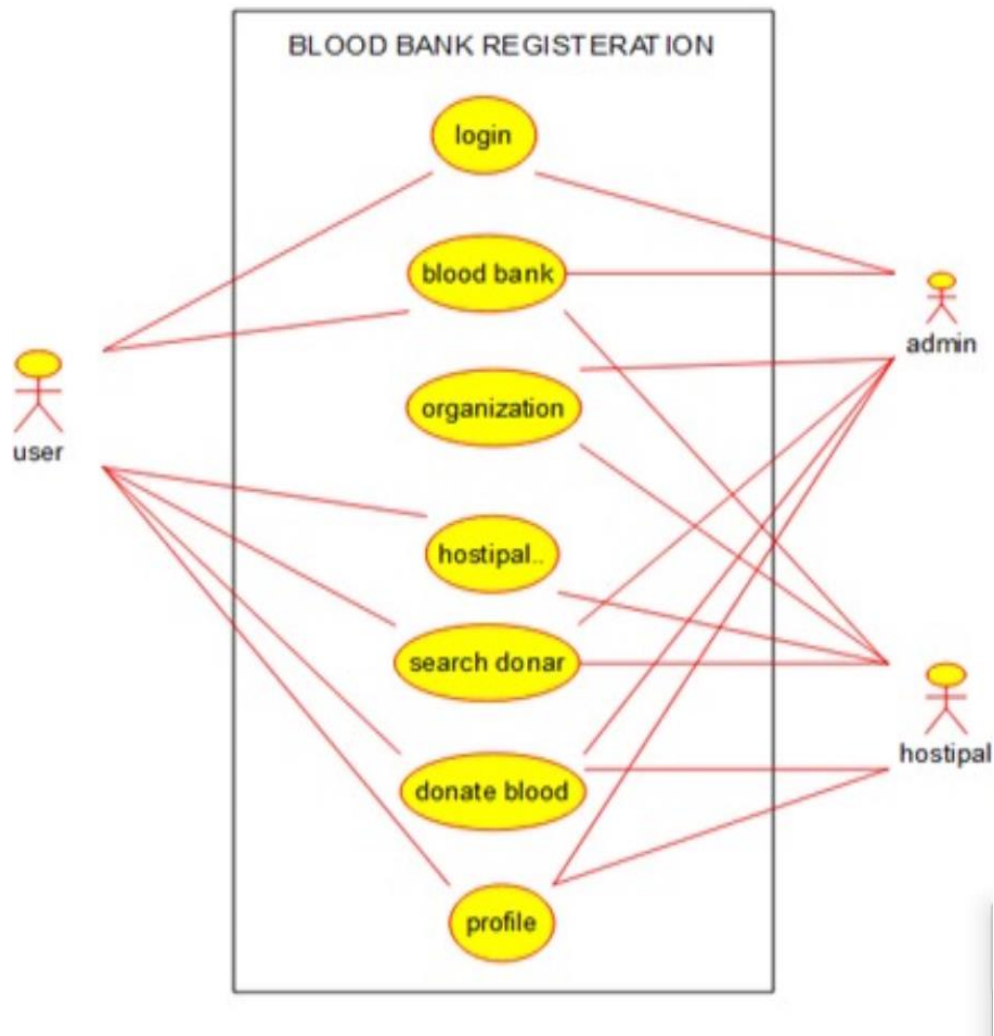 BLOOD BANK REGISTERATION
login
blood bank
admin
organization
user
hostipal..
search donar
hostipal
donate blood
profile